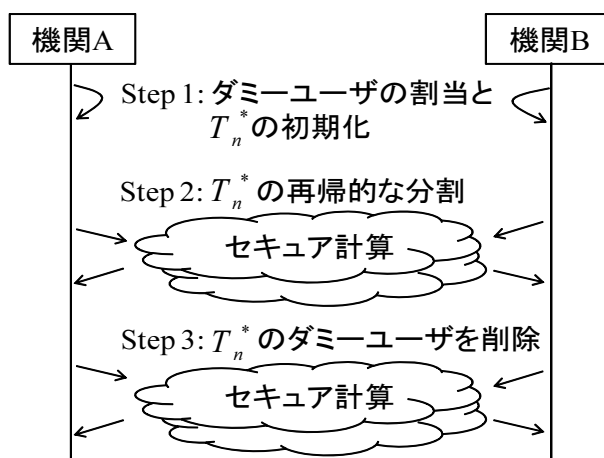 機関A
機関B
Step 1: ダミーユーザの割当と
T_n^* の初期化
Step 2: T_n^* の再帰的な分割
セキュア計算
Step 3: T_n^* のダミーユーザを削除
セキュア計算